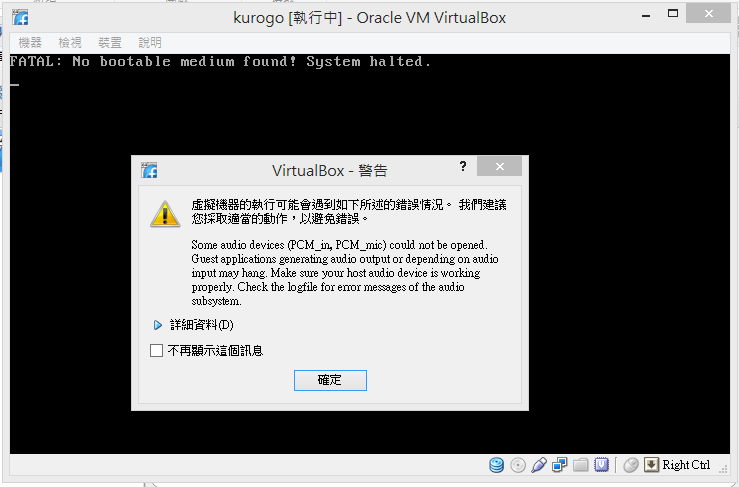 kurogo [執行中] - Oracle VM VirtualBox
機器 檢視 裝置 說明
FATAL: No bootable medium found! System halted.
VirtualBox - 警告
?
虛擬機器的執行可能會遇到如下所述的錯誤情況。 我們建議
您採取適當的動作，以避免錯誤。
Some audio devices (PCM_in, PCM_mic) could not be opened.
Guest applications generating audio output or depending on audio
input may hang. Make sure your host audio device is working
properly. Check the logfile for error messages of the audio
subsystem.
詳細資料(D)
不再顯示這個訊息
確定
Right Ctrl